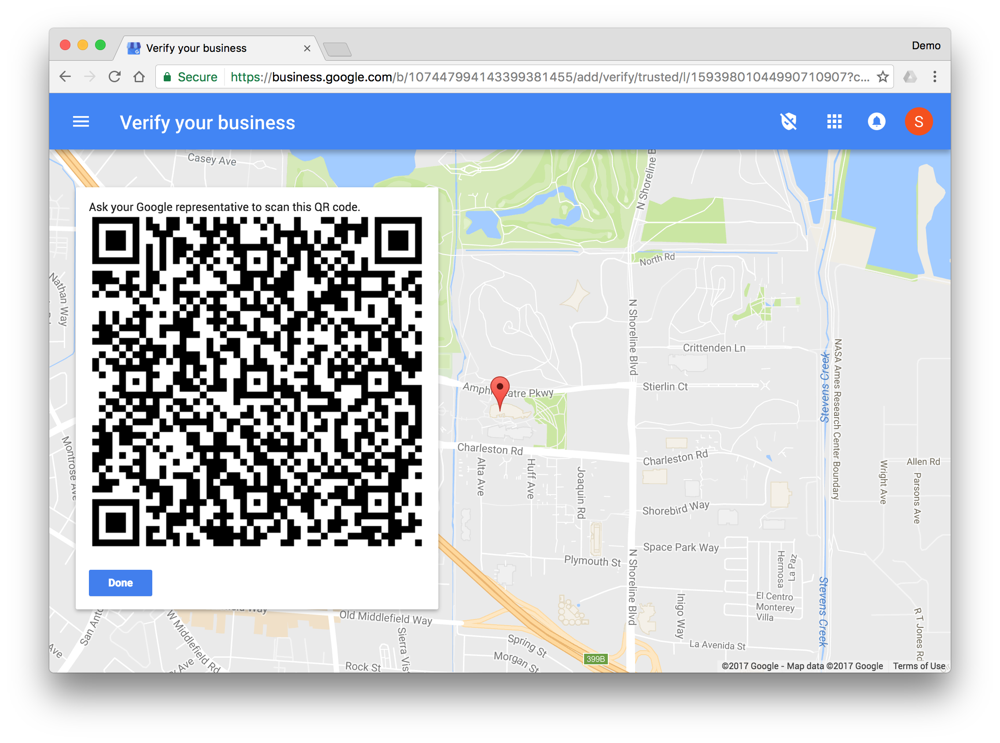 Verify your business
Demo
Secure
https://business.google.com/b/107447994143399381455/add/verify/trusted/l/15939801044990710907?c...
Verify your business
S
Casey Ave
N Shoreline B
Ask your Google representative to scan this QR code.
North Rd
Nathan Way
N Shoreline Blvd
Crittenden Ln
NASA Ames Research Center Boundary
Stevens Creek
Stierlin Ct
Amph
atre Pkwy
Montrose Ave
Charleston Rd
Charleston Rd
Alta Ave
Huff Ave
Joaquin Rd
Allen Rd
Wright Ave
Parsons Ave
Shorebird Way
Space Park Way
Plymouth St
N Shoreline Blvd
Hermosa
La Paz
Done
El Centro
Monterey
Villa
Stevens Creek
Inigo Way
Way
Old Middlefield Way
San Anto
W Middlefield Rd
Sierra Vis
R T Jones Rd
Spring St
La Avenida St
Ave
Morgan St
399B
Rock St
y Ave
©2017 Google - Map data ©2017 Google
Terms of Use